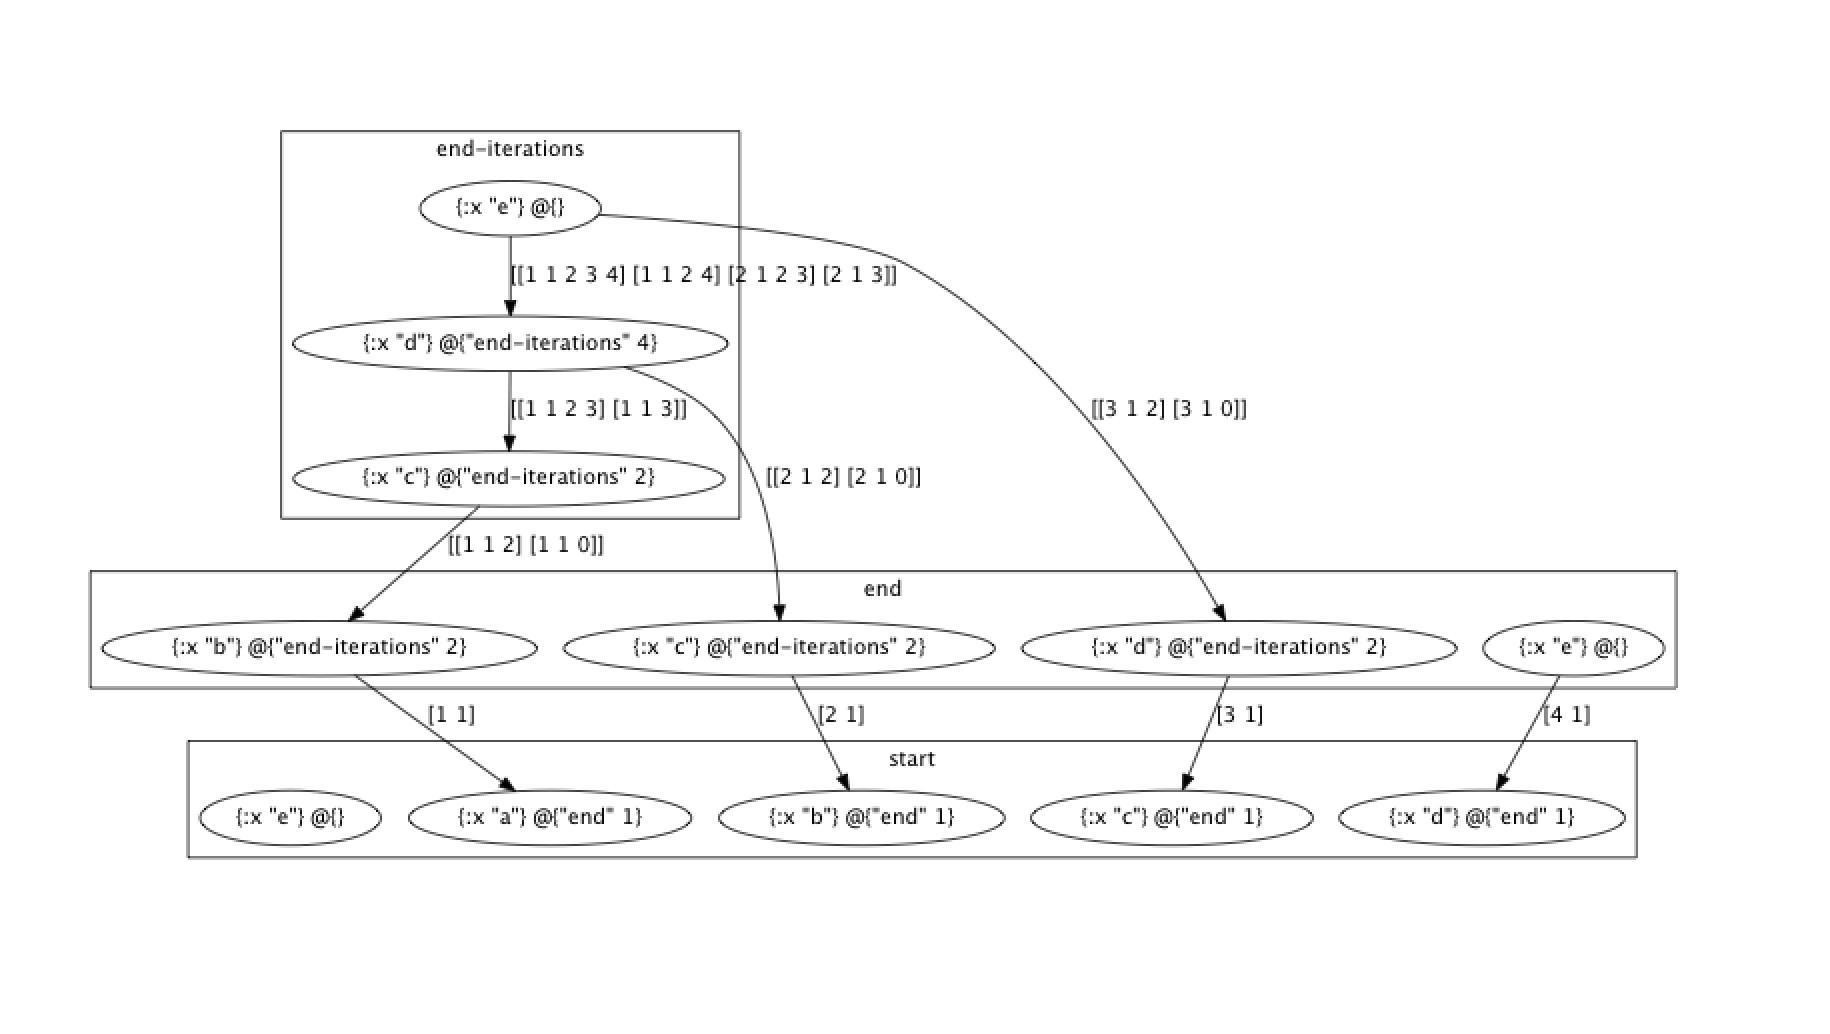 end-iterations
{:x "e"} @{}
[[1 1 2 3 4] [1 1 2 4] [2 1 2 3] [2 1 3]]
{:x "d"} @{"end-iterations" 4}
[[1 1 2 3] [1 1 3]]
[[3 1 2] [3 1 0]]
{:x "c"} @{"end-iterations" 2}
[[2 1 2] [2 1 0]]
[[1 1 2] [1 1 0]]
end
{:x "b"} @{"end-iterations" 2}
{:x "c"} @{"end-iterations" 2}
{:x "d"} @{"end-iterations" 2}
{:x "e"} @{}
[1 1]
[2 1]
[3 1]
[4 1]
start
{:x "e"} @{}
{:x "a"} @{"end" 1}
{:x "b"} @{"end" 1}
{:x "c"} @{"end" 1}
{:x "d"} @{"end" 1}